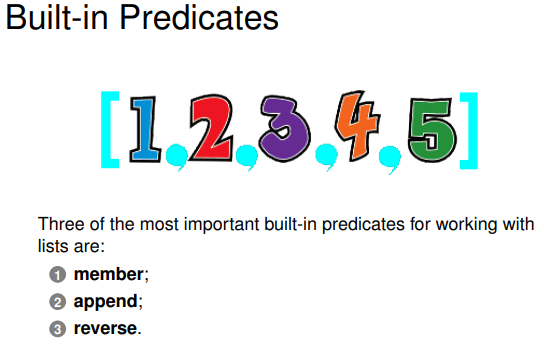 Built-in Predicates
[1,2,3,4,5]
Three of the most important built-in predicates for working with
lists are:
1 member;
2 append;
3 reverse.